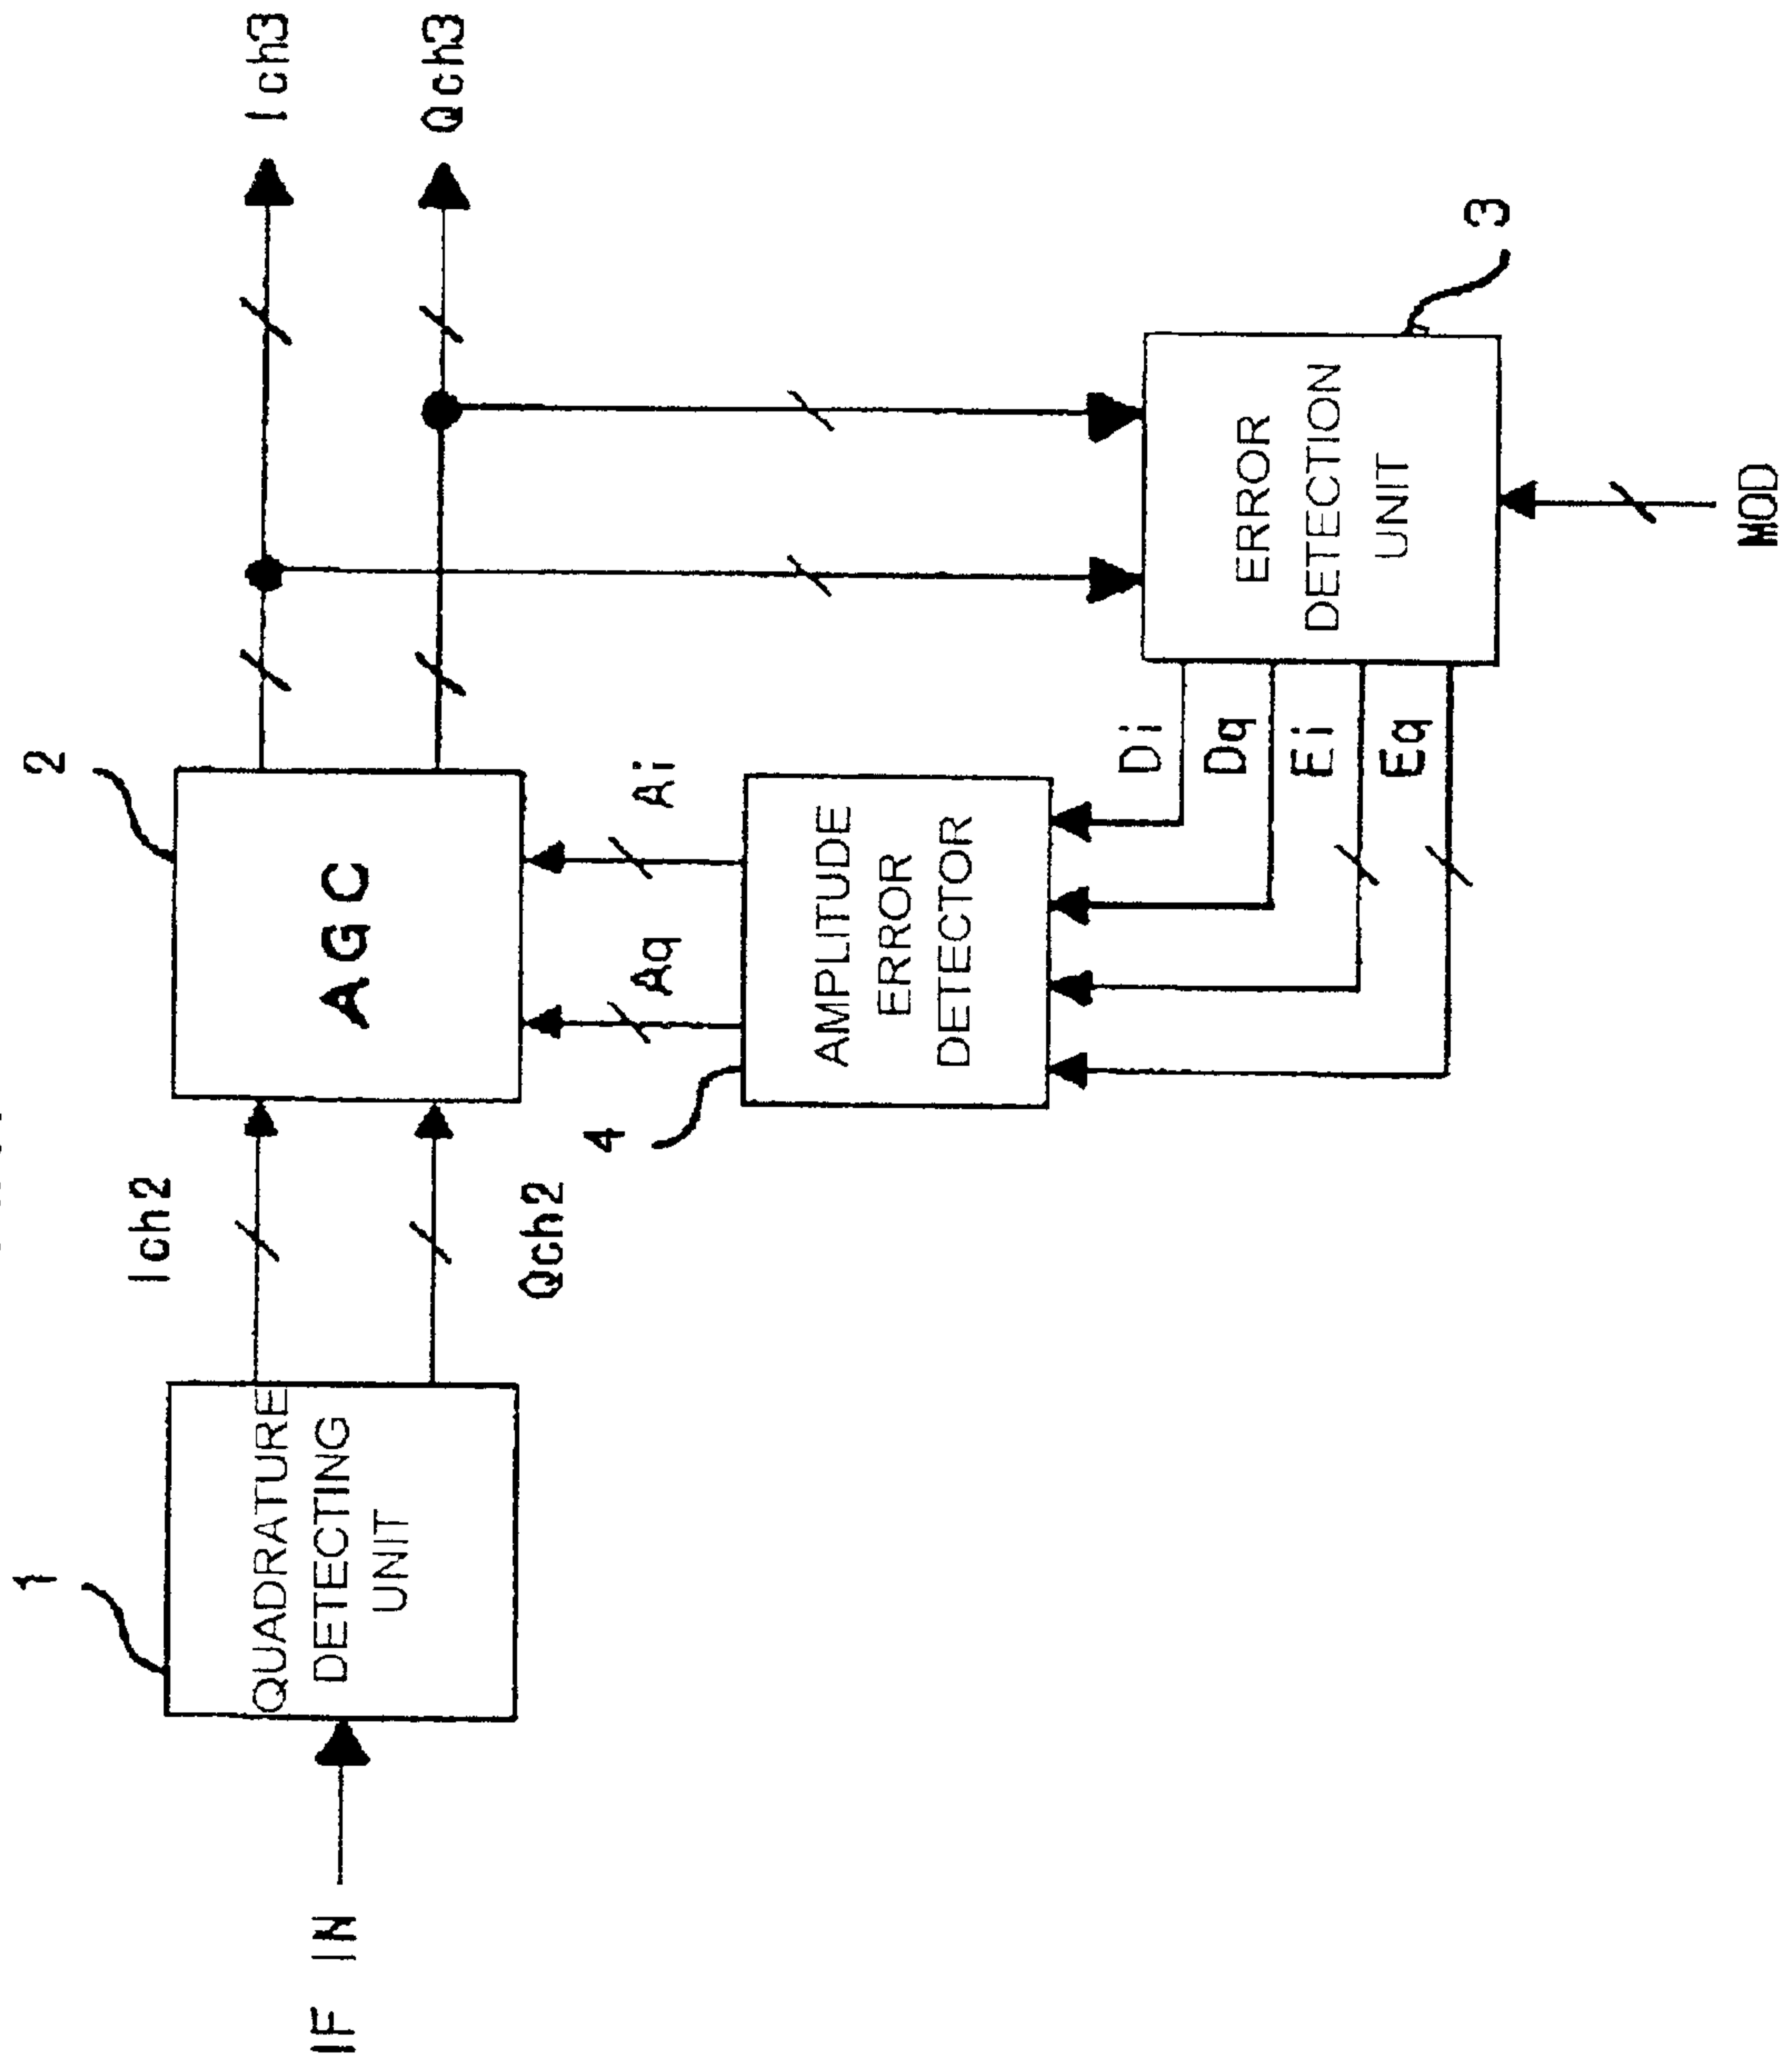 1
2
Ich2
Ich3
IF IN
QUADRATURE
DETECTING
UNIT
AGC
Qch2
Qch3
4
Aq
Ai
AMPLITUDE
ERROR
DETECTOR
Di
Dq
Ei
Eq
ERROR
DETECTION
UNIT
3
MOD